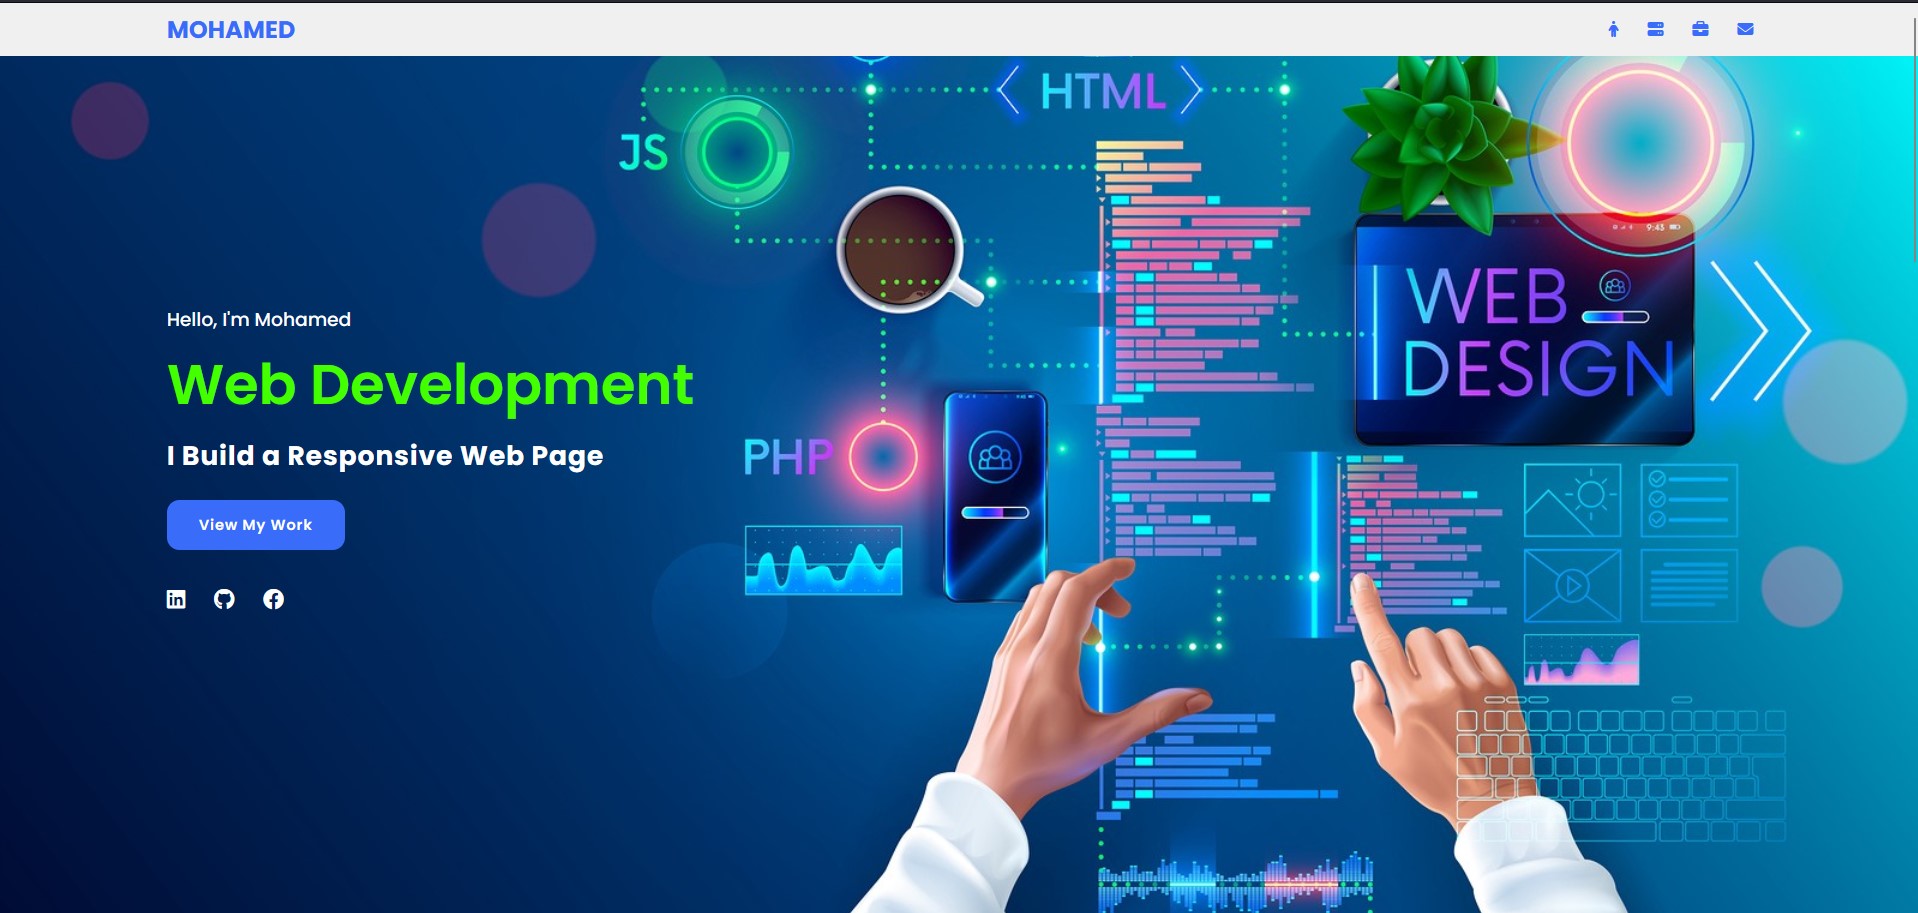 MOHAMED
HTML
JS
9:45
WEB
DESIGN
Hello, I'm Mohamed
Web Development
I Build a Responsive Web Page
PHP
View My Work
in